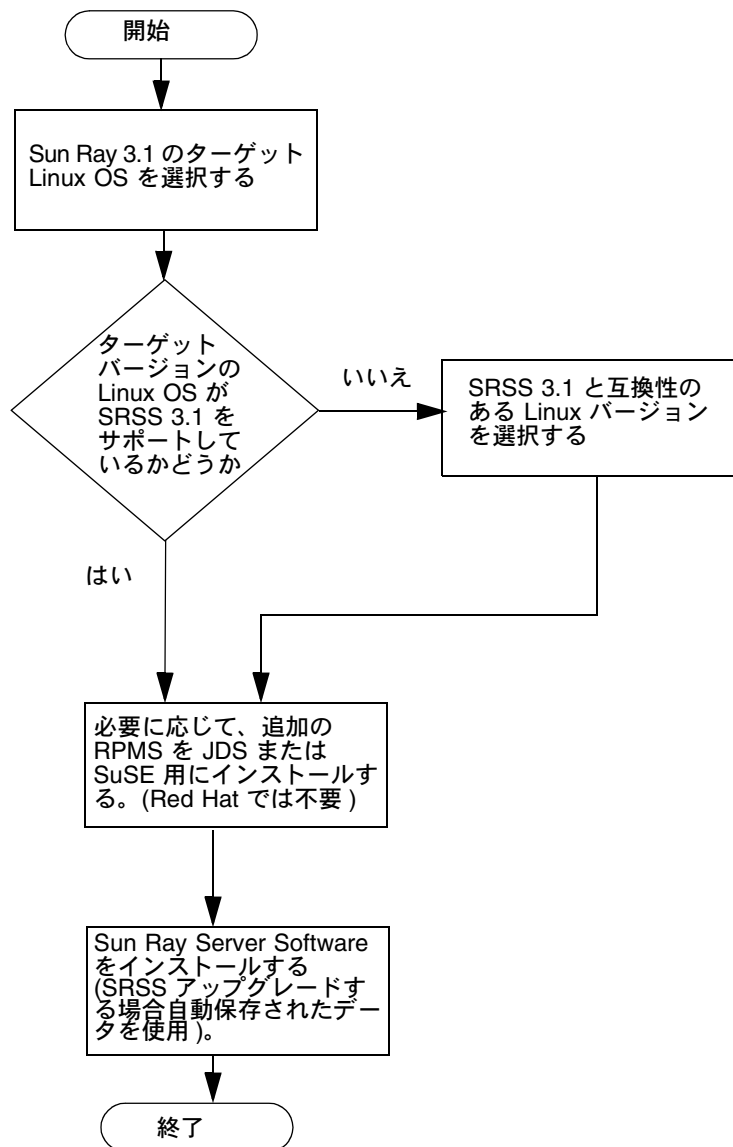 開始
Sun Ray 3.1 のターゲット
Linux OS を選択する
ターゲット
バージョンの
Linux OS が
SRSS 3.1 を
サポートして
いるかどうか
いいえ
SRSS 3.1 と互換性の
ある Linux バージョン
を選択する
はい
必要に応じて、追加の
RPMS を JDS または
SuSE 用にインストールす
る。(Red Hat では不要 )
Sun Ray Server Software
をインストールする
(SRSS アップグレードす
る場合自動保存されたデー
タを使用 )。
終了